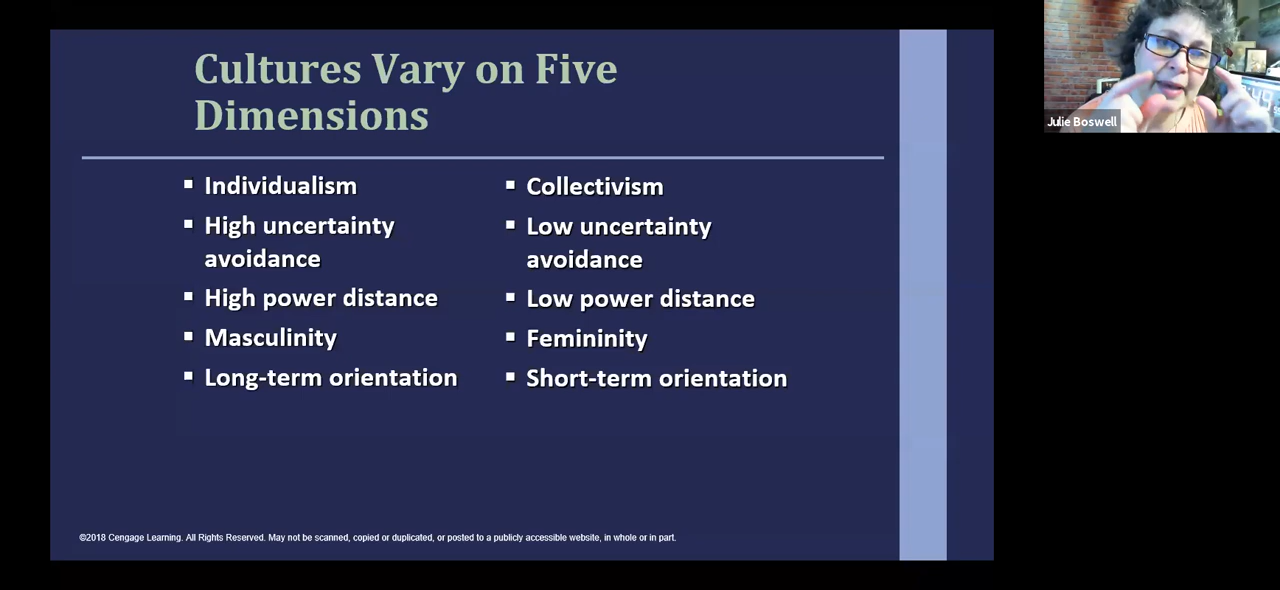 Cultures Vary on Five
Dimensions
▪ Individualism
▪ High uncertainty
avoidance
▪ High power distance
▪ Masculinity
▪ Long-term orientation
▪ Collectivism
▪ Low uncertainty
avoidance
▪ Low power distance
▪ Femininity
▪ Short-term orientation
©2018 Cengage Learning. All Rights Reserved. May not be scanned, copied or duplicated, or posted to a publicly accessible website, in whole or in part.
Julie Boswell